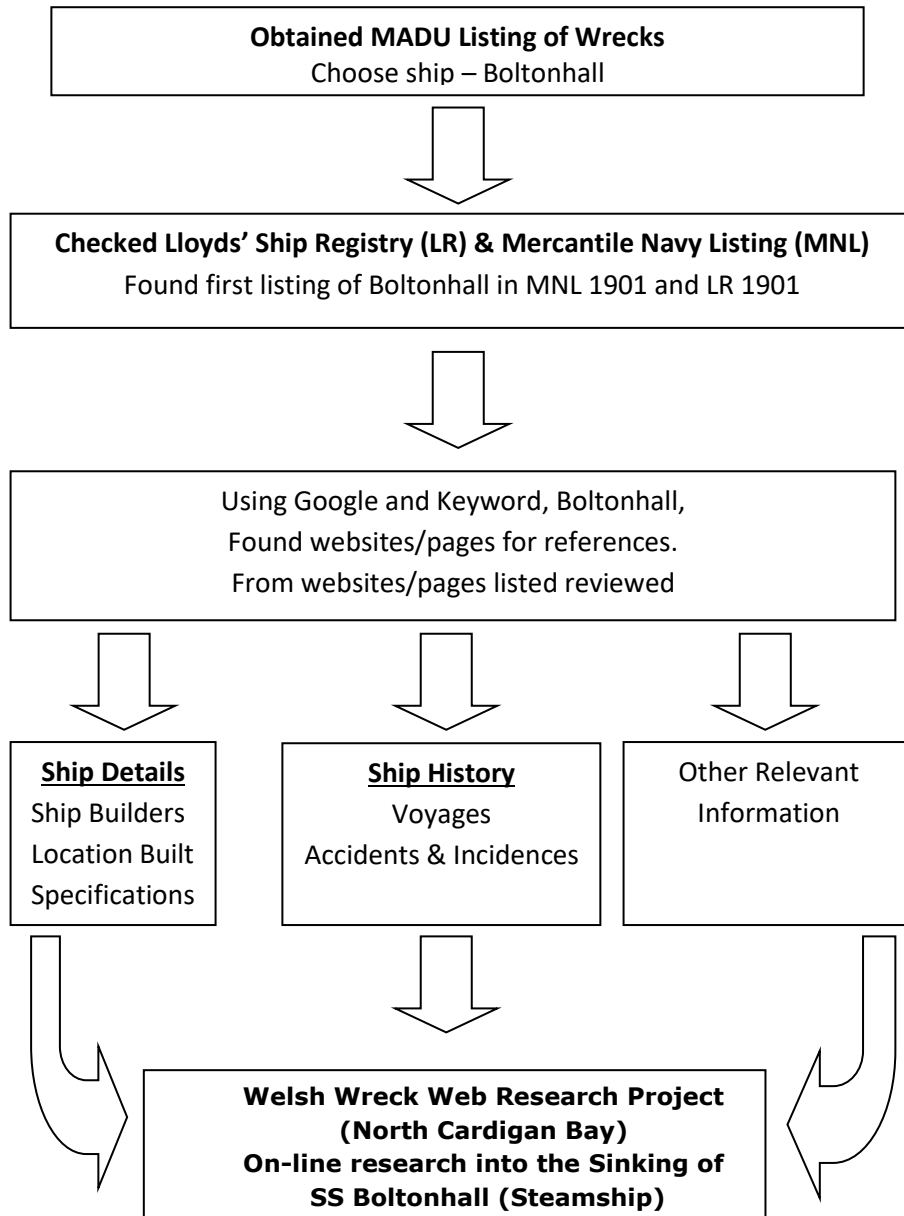 Obtained MADU Listing of Wrecks
Choose ship – Boltonhall
Checked Lloyds’ Ship Registry (LR) & Mercantile Navy Listing (MNL)
Found first listing of Boltonhall in MNL 1901 and LR 1901
Using Google and Keyword, Boltonhall,
Found websites/pages for references.
From websites/pages listed reviewed
Ship Details
Ship Builders
Location Built
Specifications
Ship History
Voyages
Accidents & Incidences
Other Relevant
Information
Welsh Wreck Web Research Project
(North Cardigan Bay)
On-line research into the Sinking of
SS Boltonhall (Steamship)